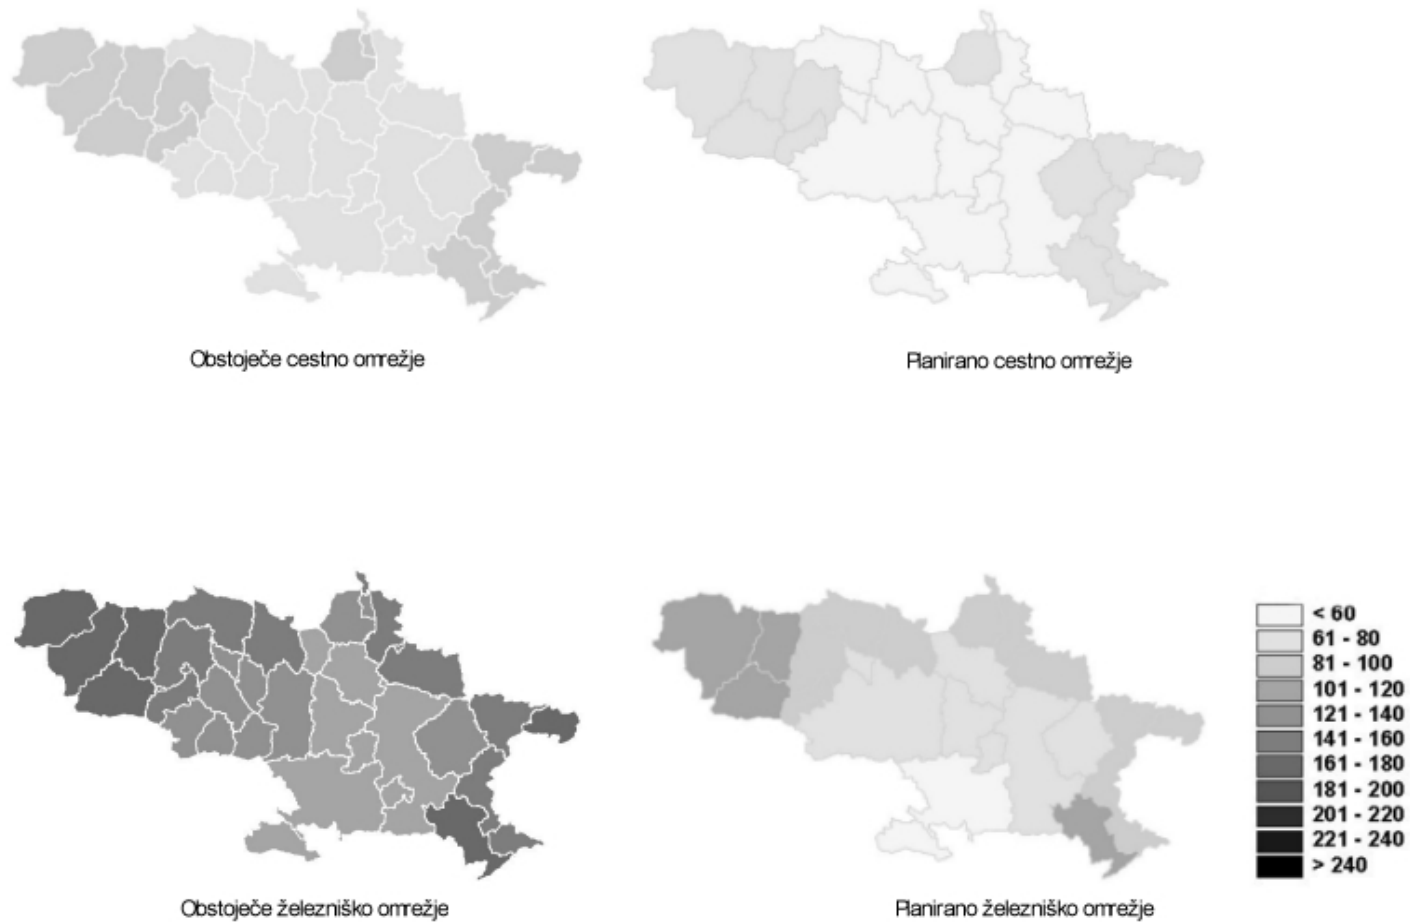 Obstoječe cestno omrežje
Planirano cestno omrežje
< 60
61 - 80
81 - 100
101 - 120
121 - 140
141 - 160
161 - 180
181 - 200
201 - 220
221 - 240
> 240
Obstoječe železniško omrežje
Planirano železniško omrežje